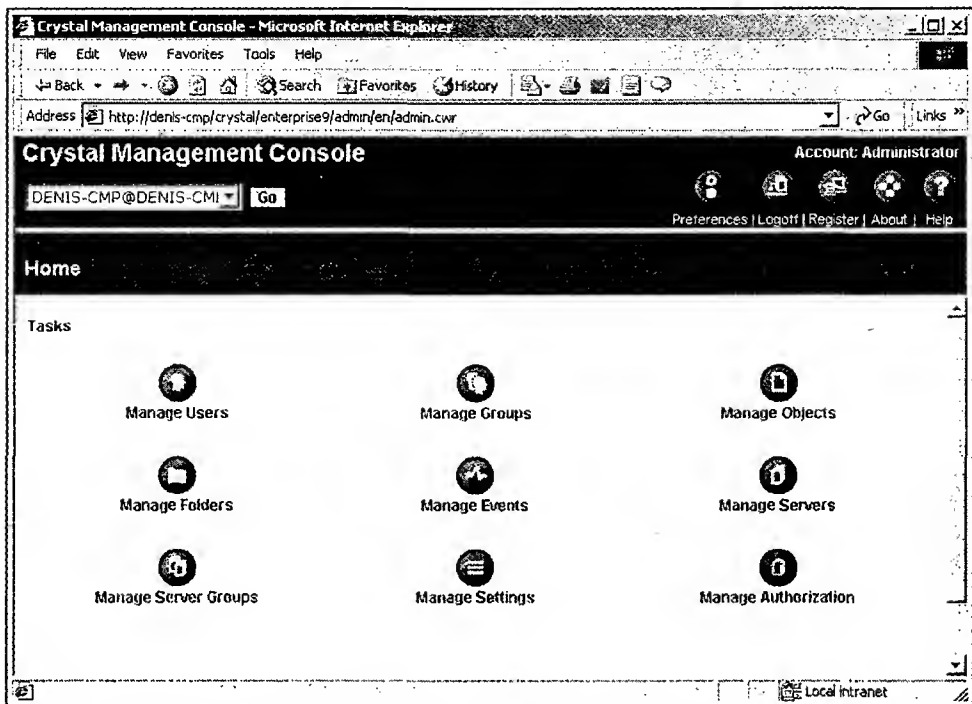 Crystal Management Console - Microsoft Internet Explorer
File Edit View Favorites Tools Help
Back Search Favorites History
Address http://denis-cmp/crystal/enterprise9/admin/en/admin.cwr Go Links »
Crystal Management Console
Account: Administrator
DENIS-CMP@DENIS-CMI Go
Preferences | Logoff | Register | About | Help
Home
Tasks
Manage Users Manage Groups Manage Objects
Manage Folders Manage Events Manage Servers
Manage Server Groups Manage Settings Manage Authorization
Local intranet